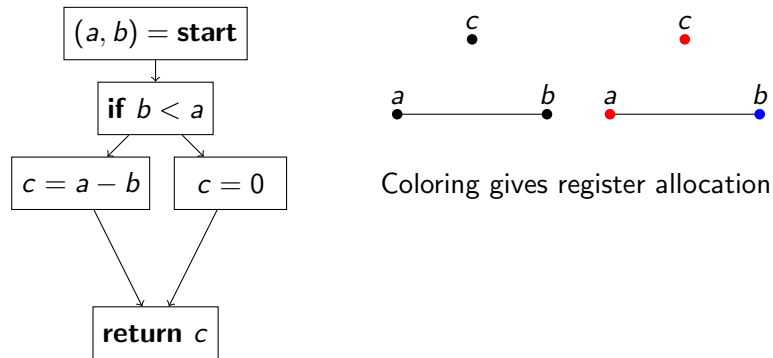 (a, b) = start
if b < a
c = a − b
c = 0
return c
c
a
b
c
a
b
Coloring gives register allocation